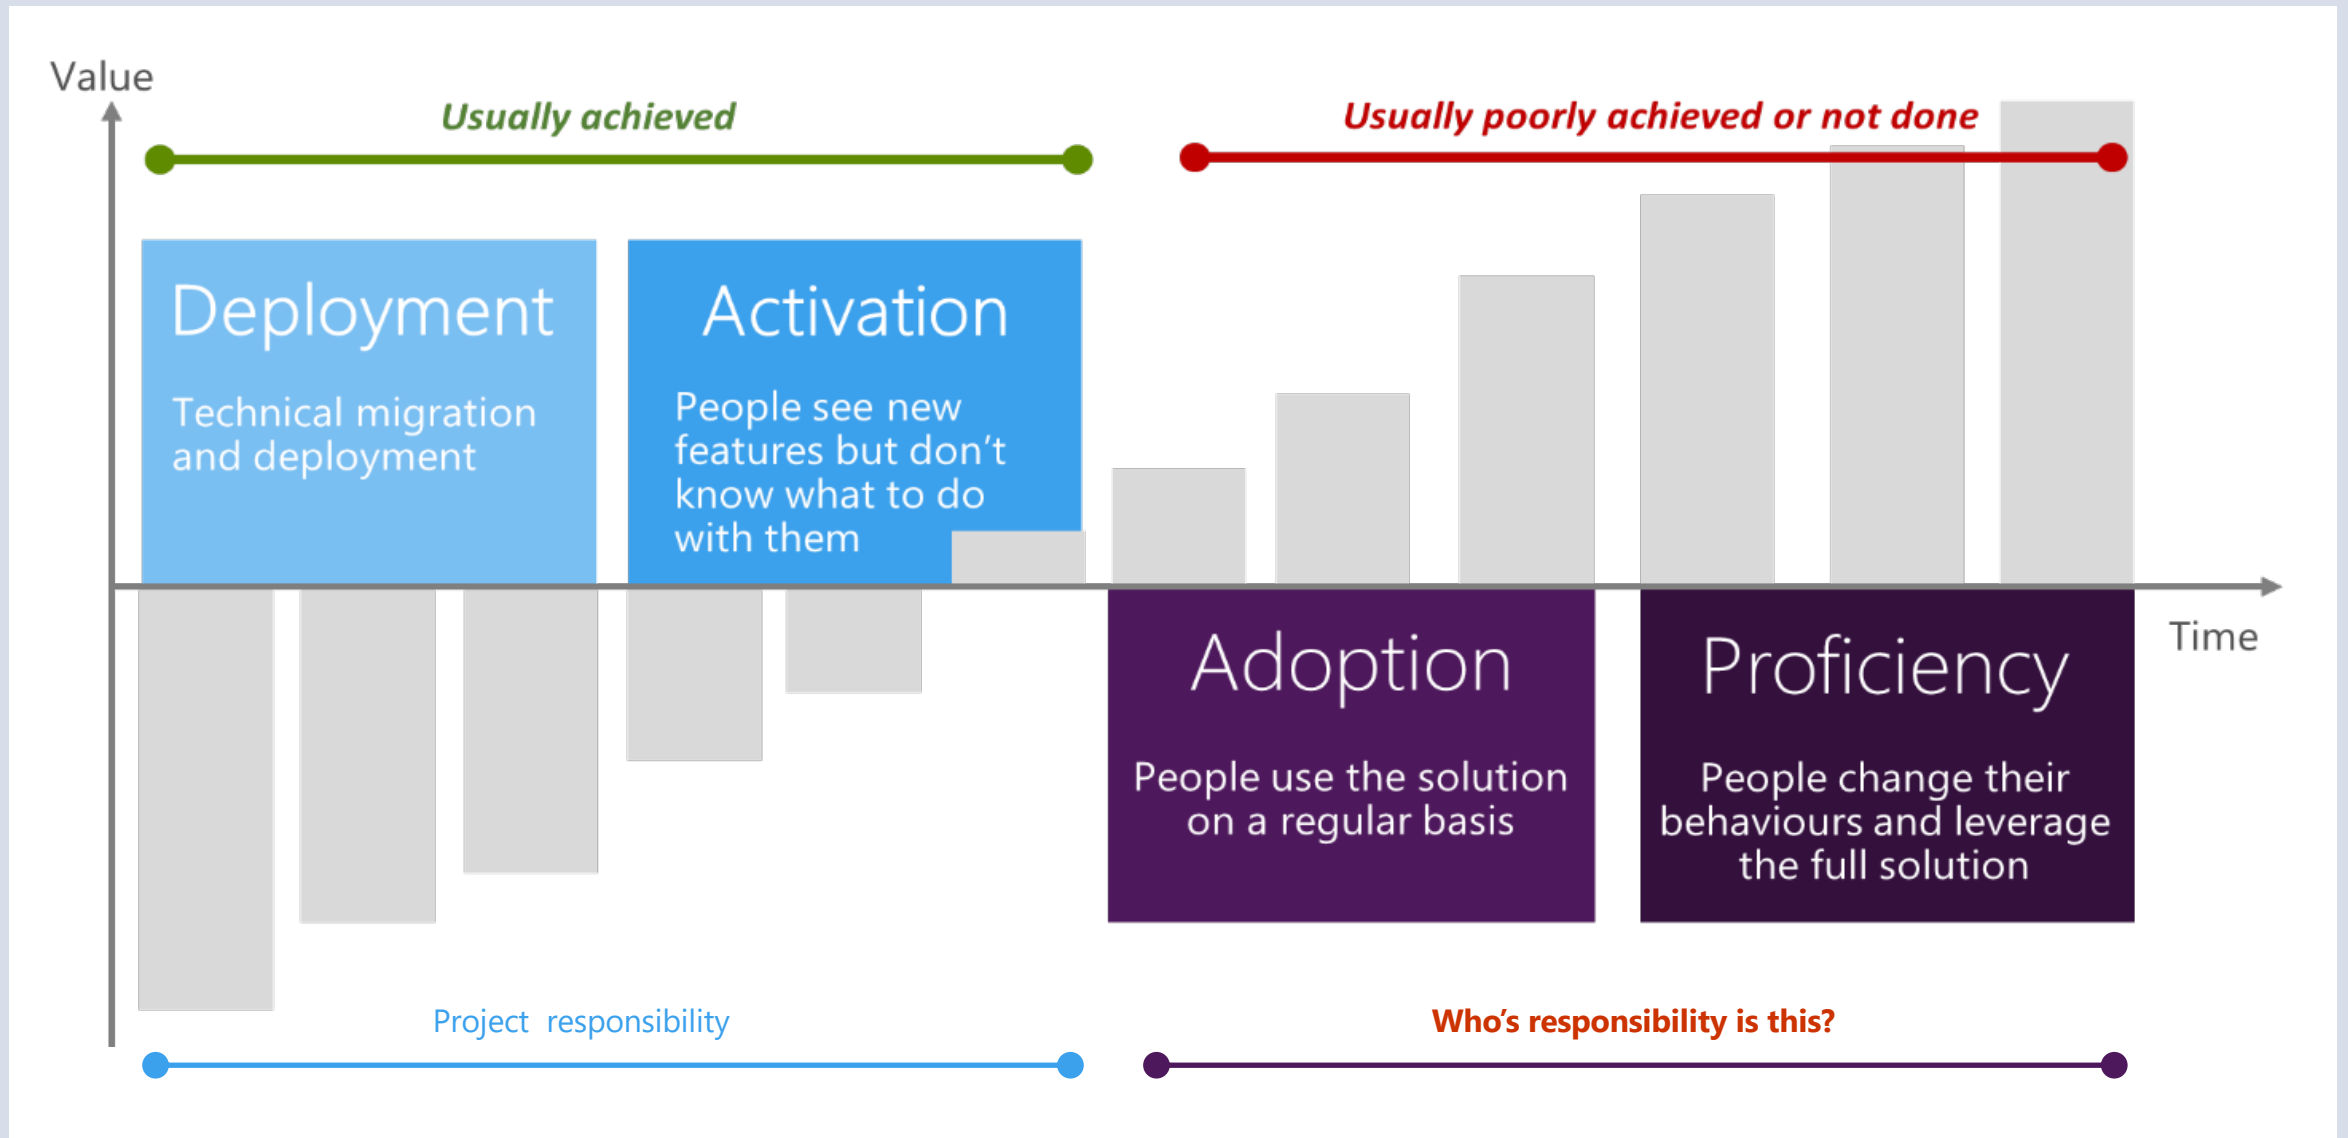 Value
Usually achieved
Usually poorly achieved or not done
Deployment
Technical migration
and deployment
Activation
People see new
features but don't
know what to do
with them
Time
Adoption
People use the solution
on a regular basis
Proficiency
People change their
behaviours and leverage
the full solution
Project responsibility
Who's responsibility is this?